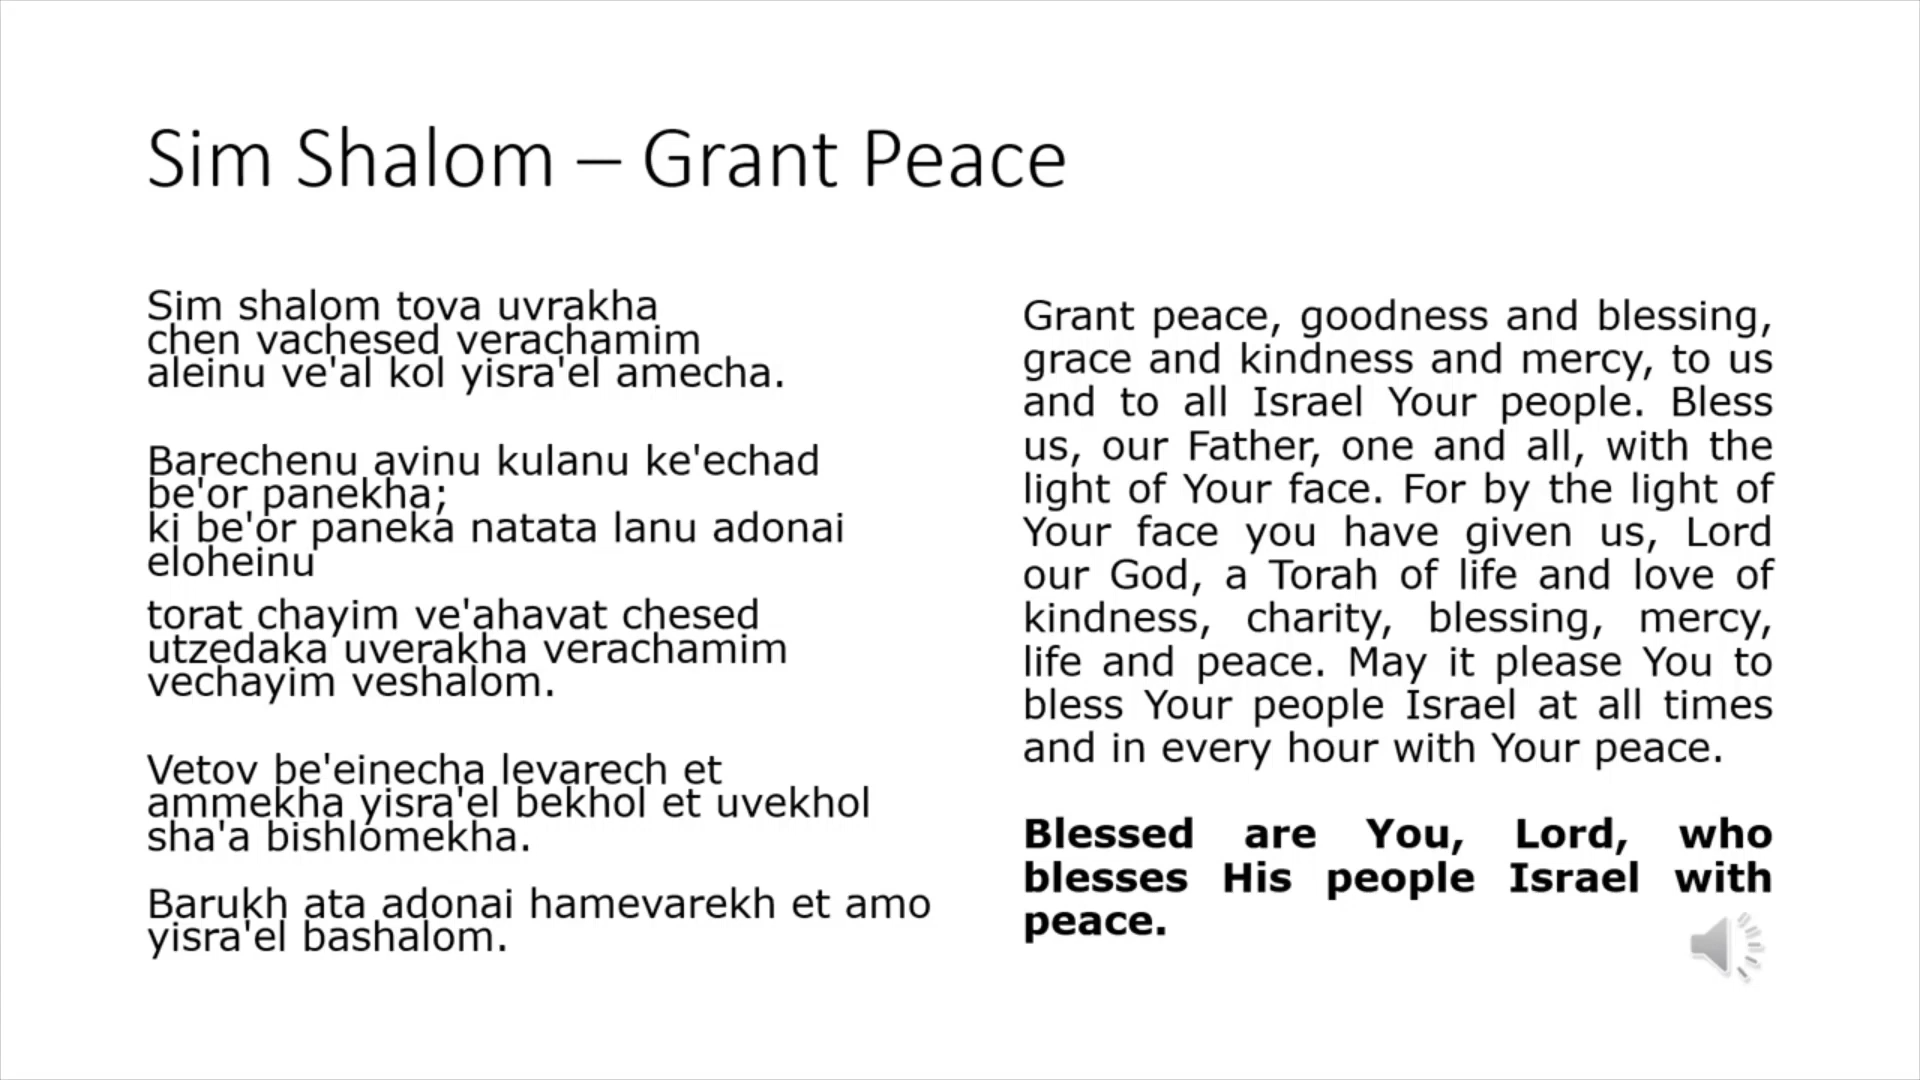 Sim Shalom – Grant Peace
Sim shalom tova uvrakha
chen vachesed verachamim
aleinu ve'al kol yisra'el amecha.
Barechenu avinu kulanu ke'echad
be'or panekha;
ki be'or paneka natata lanu adonai
eloheinu
torat chayim ve'ahavat chesed
utzedaka uverakha verachamim
vechayim veshalom.
Vetov be'einecha levarech et
ammekha yisra'el bekhol et uvekhol
sha'a bishlomekha.
Barukh ata adonai hamevarekh et amo
yisra'el bashalom.
Grant peace, goodness and blessing,
grace and kindness and mercy, to us
and to all Israel Your people. Bless
us, our Father, one and all, with the
light of Your face. For by the light of
Your face you have given us, Lord
our God, a Torah of life and love of
kindness, charity, blessing, mercy,
life and peace. May it please You to
bless Your people Israel at all times
and in every hour with Your peace.
Blessed are You, Lord, who
blesses His people Israel with
peace.